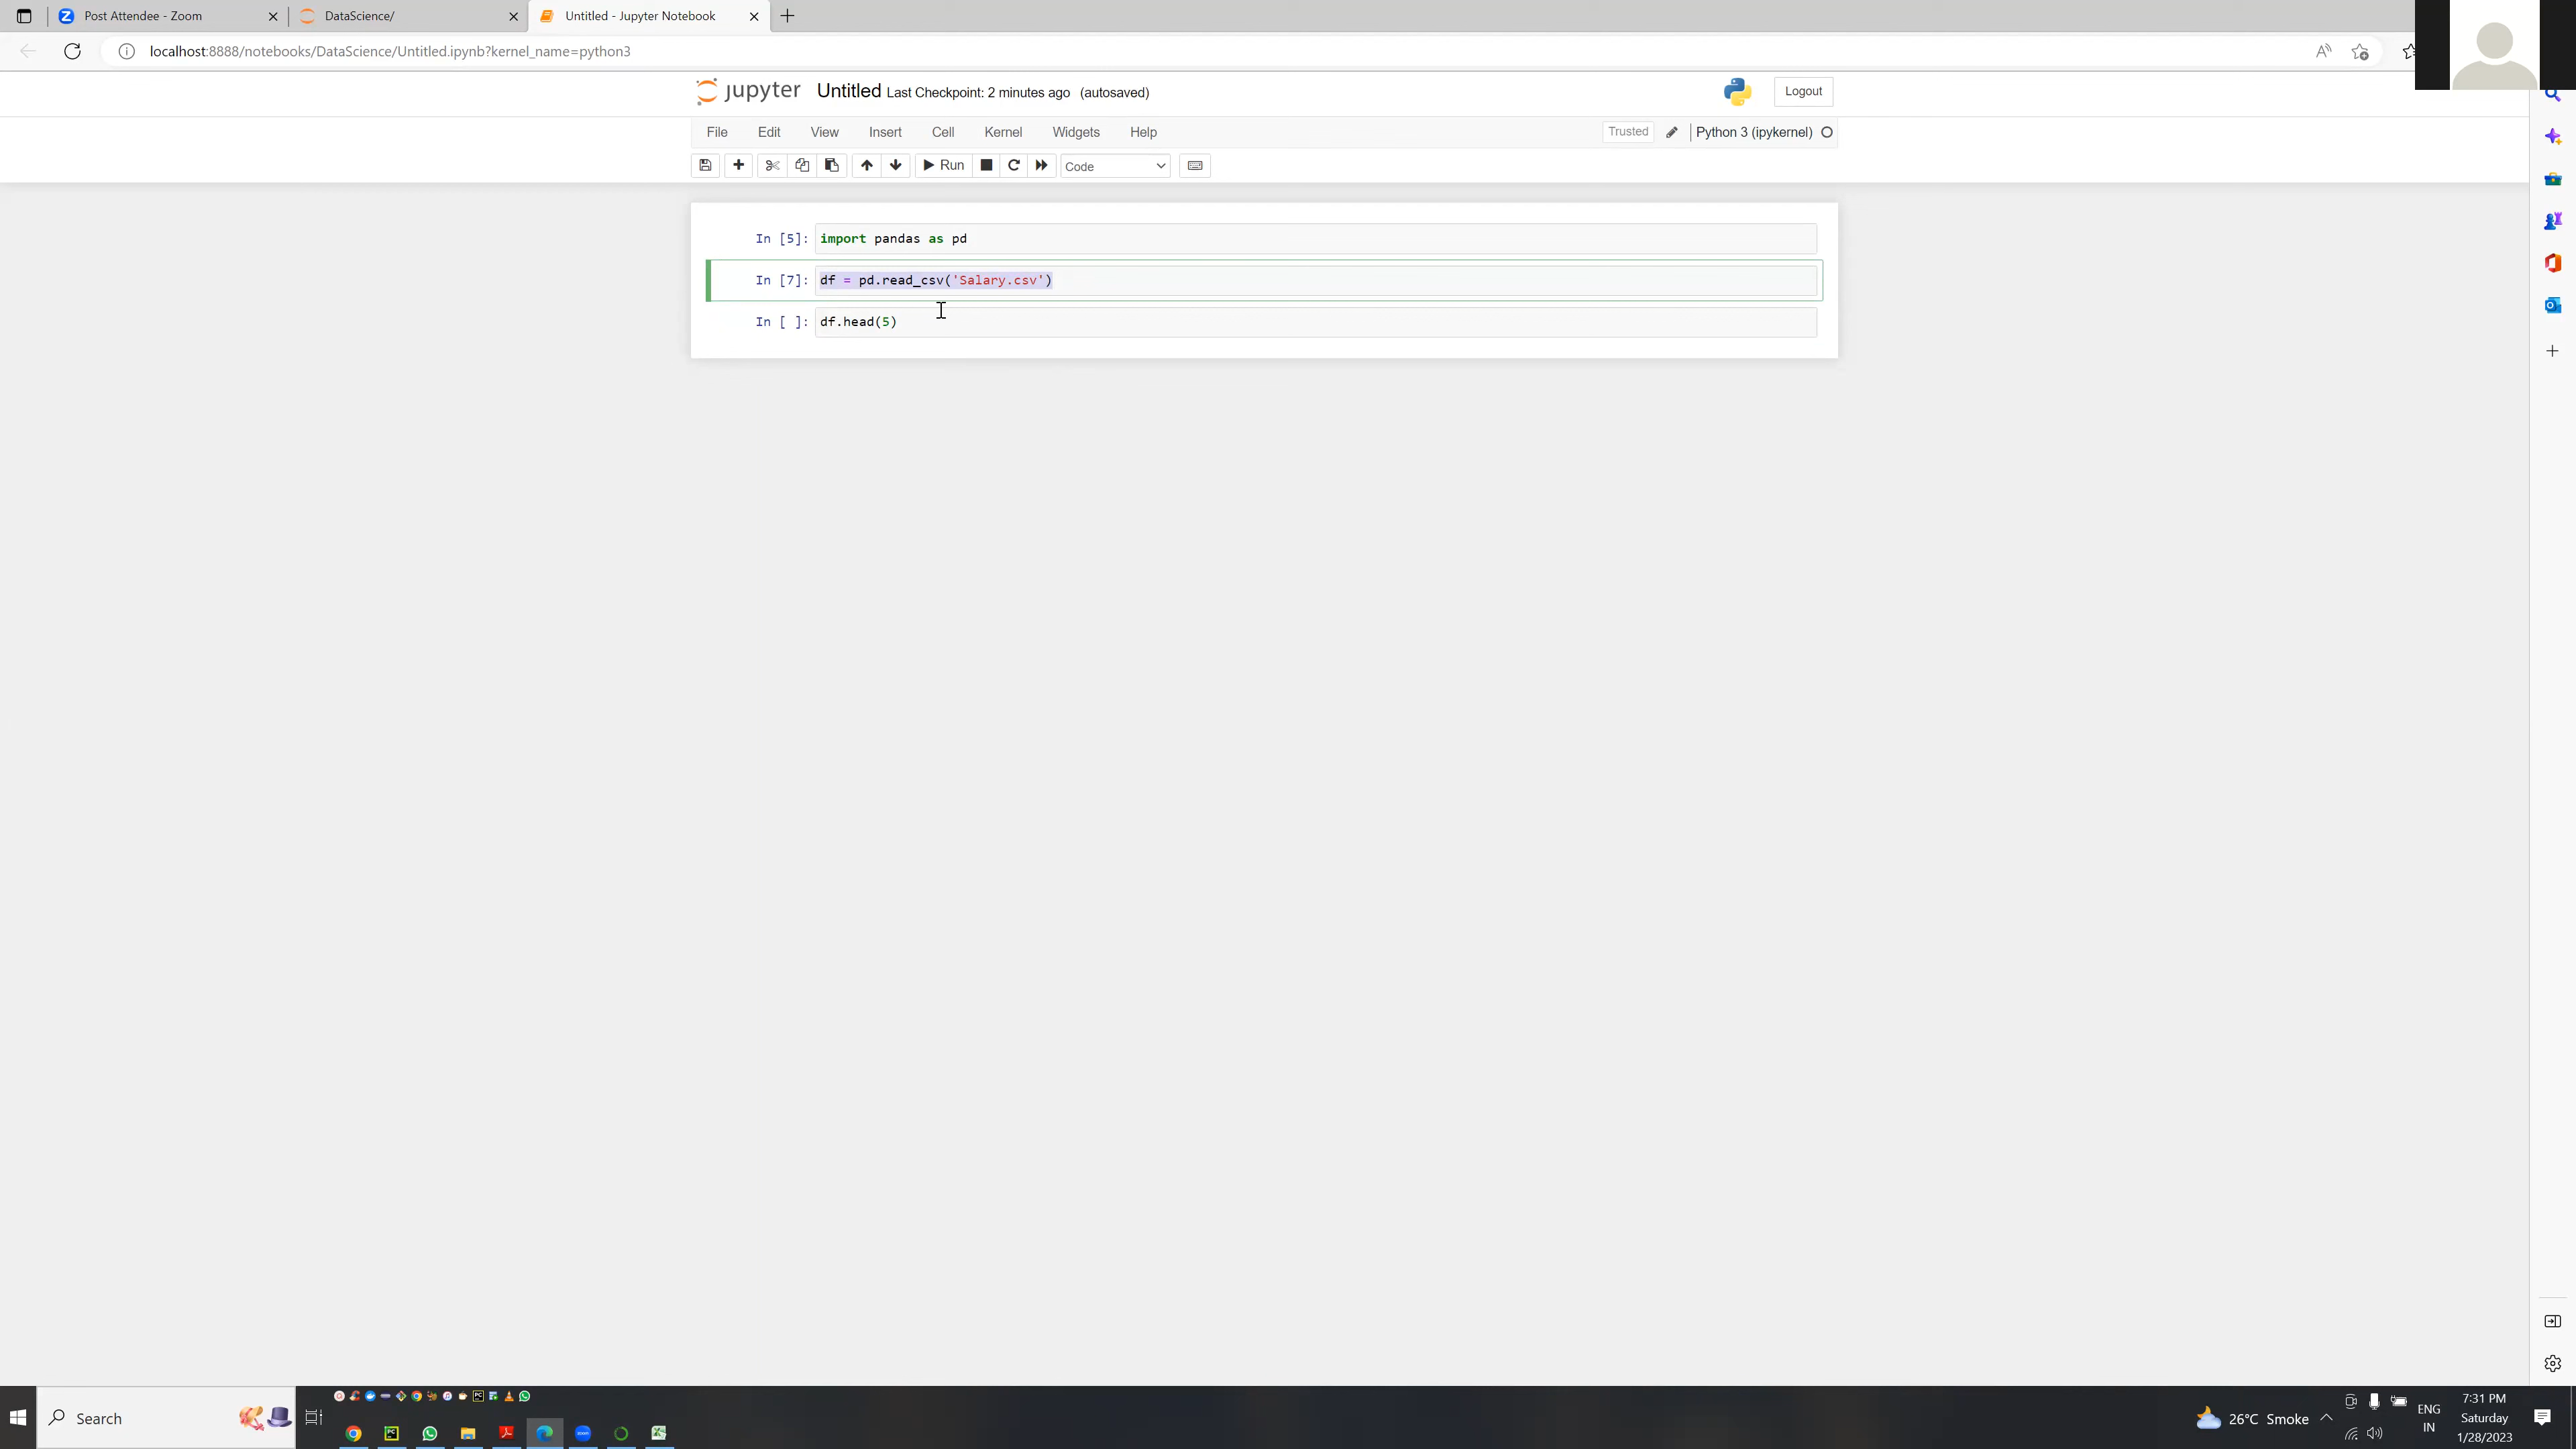 Post Attendee - Zoom
DataScience/
Untitled - Jupyter Notebook
localhost:8888/notebooks/DataScience/Untitled.ipynb?kernel_name=python3
jupyter Untitled Last Checkpoint: 2 minutes ago (autosaved)
Logout
File Edit View Insert Cell Kernel Widgets Help
Trusted Python 3 (ipykernel)
Run Code
In [5]: import pandas as pd
In [7]: df = pd.read_csv('Salary.csv')
In [ ]: df.head(5)
Search
26°C Smoke
ENG
IN
7:31 PM
Saturday
1/28/2023